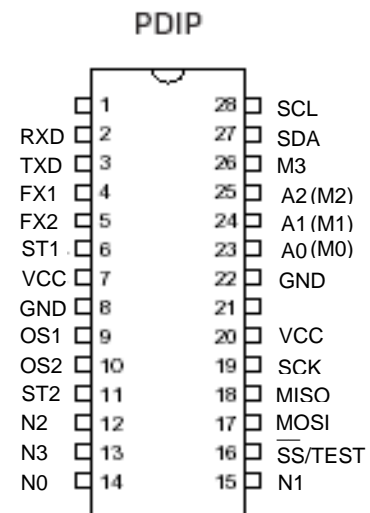 PDIP
1 28 SCL
RXD 2 27 SDA
TXD 3 26 M3
FX1 4 25 A2(M2)
FX2 5 24 A1(M1)
ST1 6 23 A0(M0)
VCC 7 22 GND
GND 8 21
OS1 9 20 VCC
OS2 10 19 SCK
ST2 11 18 MISO
N2 12 17 MOSI
N3 13 16 S̅S̅/TEST
N0 14 15 N1